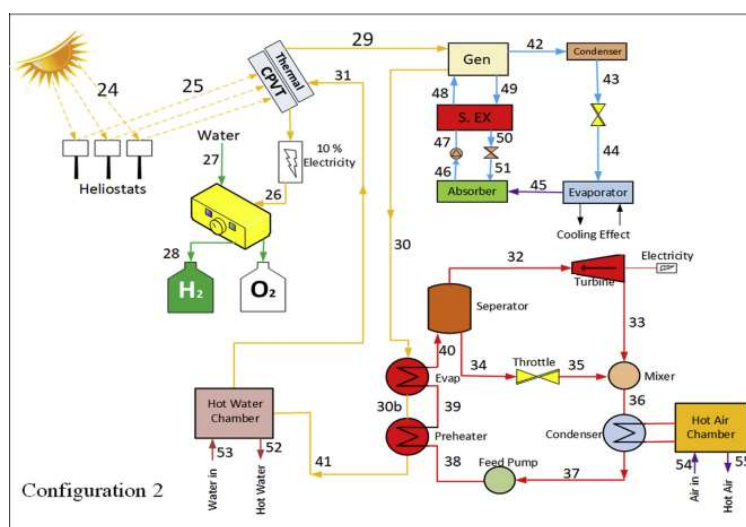 29
42
Condenser
Gen
Thermal
CPVT
31
43
24
25
48
49
S. EX
Water
10 %
Electricity
47
50
44
27
46
51
Heliostats
26
Absorber
45
Evaporator
Cooling Effect
28
30
H₂
O₂
32
Electricity
Turbine
Seperator
33
40
34
Throttle
35
Evap
Mixer
30b
39
36
Hot Water
Chamber
Preheater
Condenser
Hot Air
Chamber
53
52
41
38
Feed Pump
37
54
55
Water in
Hot Water
Air in
Hot Air
Configuration 2